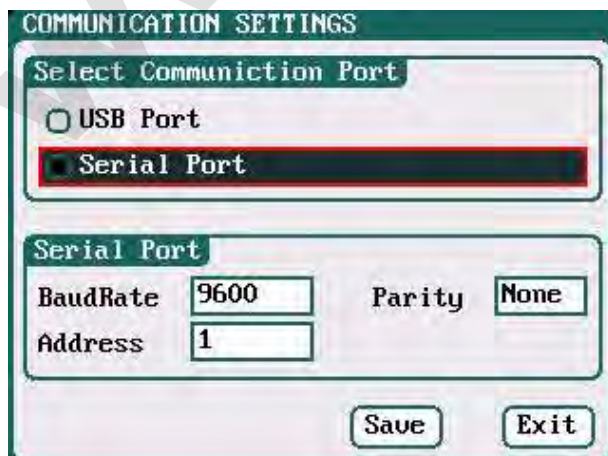 COMMUNICATION SETTINGS
Select Communiction Port
USB Port
Serial Port
Serial Port
BaudRate 9600 Parity None
Address 1
Save Exit